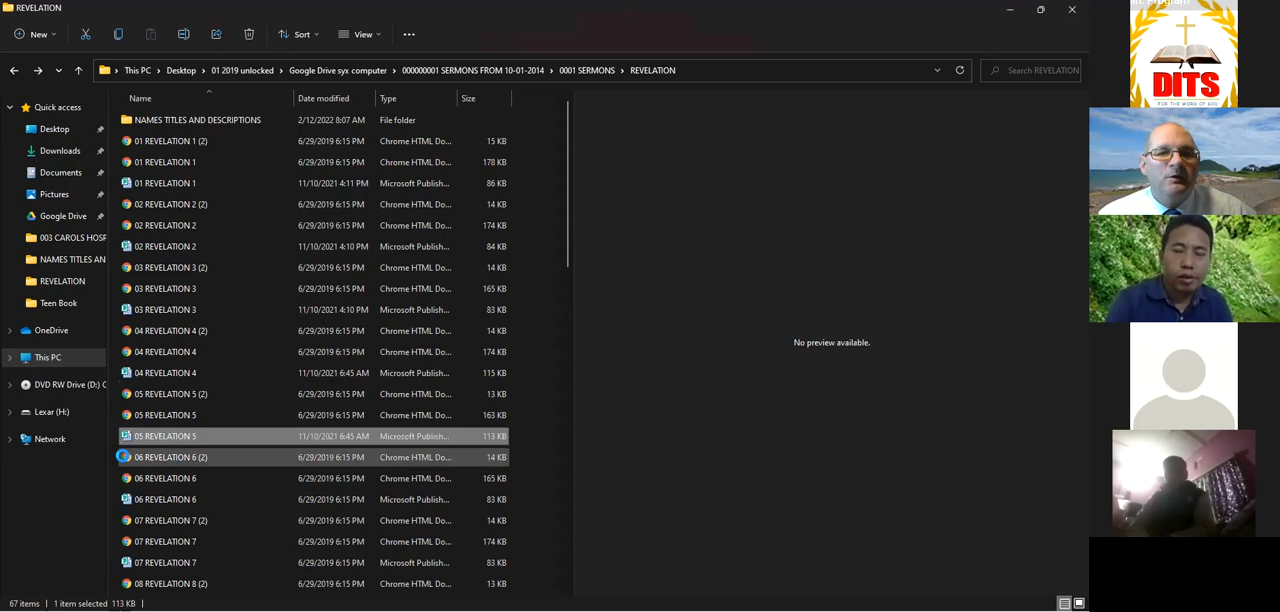 REVELATION
New
Sort
View
This PC > Desktop > 01 2019 unlocked > Google Drive syx computer > 000000001 SERMONS FROM 10-01-2014 > 0001 SERMONS > REVELATION
Search REVELATION
Name Date modified Type Size
Quick access
Desktop
Downloads
Documents
Pictures
Google Drive
003 CAROLS HOSP
NAMES TITLES AN
REVELATION
Teen Book
OneDrive
This PC
DVD RW Drive (D:) C
Lexar (H:)
Network
NAMES TITLES AND DESCRIPTIONS 2/12/2022 8:07 AM File folder
01 REVELATION 1 (2) 6/29/2019 6:15 PM Chrome HTML Do... 15 KB
01 REVELATION 1 6/29/2019 6:15 PM Chrome HTML Do... 178 KB
01 REVELATION 1 11/10/2021 4:11 PM Microsoft Publish... 86 KB
02 REVELATION 2 (2) 6/29/2019 6:15 PM Chrome HTML Do... 14 KB
02 REVELATION 2 6/29/2019 6:15 PM Chrome HTML Do... 174 KB
02 REVELATION 2 11/10/2021 4:10 PM Microsoft Publish... 84 KB
03 REVELATION 3 (2) 6/29/2019 6:15 PM Chrome HTML Do... 14 KB
03 REVELATION 3 6/29/2019 6:15 PM Chrome HTML Do... 165 KB
03 REVELATION 3 11/10/2021 4:10 PM Microsoft Publish... 83 KB
04 REVELATION 4 (2) 6/29/2019 6:15 PM Chrome HTML Do... 14 KB
04 REVELATION 4 6/29/2019 6:15 PM Chrome HTML Do... 174 KB
04 REVELATION 4 11/10/2021 6:45 AM Microsoft Publish... 115 KB
05 REVELATION 5 (2) 6/29/2019 6:15 PM Chrome HTML Do... 13 KB
05 REVELATION 5 6/29/2019 6:15 PM Chrome HTML Do... 163 KB
05 REVELATION 5 11/10/2021 6:45 AM Microsoft Publish... 113 KB
06 REVELATION 6 (2) 6/29/2019 6:15 PM Chrome HTML Do... 14 KB
06 REVELATION 6 6/29/2019 6:15 PM Chrome HTML Do... 165 KB
06 REVELATION 6 6/29/2019 6:15 PM Microsoft Publish... 83 KB
07 REVELATION 7 (2) 6/29/2019 6:15 PM Chrome HTML Do... 14 KB
07 REVELATION 7 6/29/2019 6:15 PM Chrome HTML Do... 174 KB
07 REVELATION 7 6/29/2019 6:15 PM Microsoft Publish... 83 KB
08 REVELATION 8 (2) 6/29/2019 6:15 PM Chrome HTML Do... 13 KB
No preview available.
67 items 1 item selected 113 KB
DITS
FOR THE WORD OF GOD